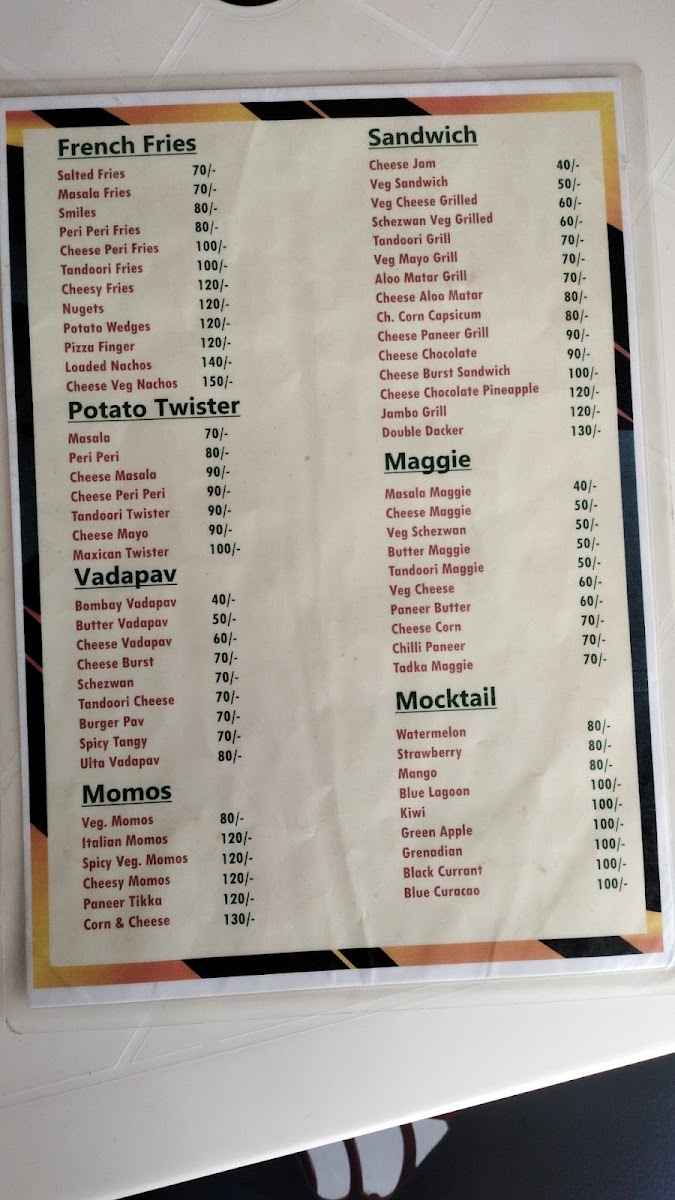 French Fries
Salted Fries 70/-
Masala Fries 70/-
Smiles 80/-
Peri Peri Fries 80/-
Cheese Peri Fries 100/-
Tandoori Fries 100/-
Cheesy Fries 120/-
Nugets 120/-
Potato Wedges 120/-
Pizza Finger 120/-
Loaded Nachos 140/-
Cheese Veg Nachos 150/-
Potato Twister
Masala 70/-
Peri Peri 80/-
Cheese Masala 90/-
Cheese Peri Peri 90/-
Tandoori Twister 90/-
Cheese Mayo 90/-
Maxican Twister 100/-
Vadapav
Bombay Vadapav 40/-
Butter Vadapav 50/-
Cheese Vadapav 60/-
Cheese Burst 70/-
Schezwan 70/-
Tandoori Cheese 70/-
Burger Pav 70/-
Spicy Tangy 70/-
Ulta Vadapav 80/-
Momos
Veg. Momos 80/-
Italian Momos 120/-
Spicy Veg. Momos 120/-
Cheesy Momos 120/-
Paneer Tikka 120/-
Corn & Cheese 130/-
Sandwich
Cheese Jam 40/-
Veg Sandwich 50/-
Veg Cheese Grilled 60/-
Schezwan Veg Grilled 60/-
Tandoori Grill 70/-
Veg Mayo Grill 70/-
Aloo Matar Grill 70/-
Cheese Aloo Matar 80/-
Ch. Corn Capsicum 80/-
Cheese Paneer Grill 90/-
Cheese Chocolate 90/-
Cheese Burst Sandwich 100/-
Cheese Chocolate Pineapple 120/-
Jambo Grill 120/-
Double Dacker 130/-
Maggie
Masala Maggie 40/-
Cheese Maggie 50/-
Veg Schezwan 50/-
Butter Maggie 50/-
Tandoori Maggie 50/-
Veg Cheese 60/-
Paneer Butter 60/-
Cheese Corn 70/-
Chilli Paneer 70/-
Tadka Maggie 70/-
Mocktail
Watermelon 80/-
Strawberry 80/-
Mango 80/-
Blue Lagoon 100/-
Kiwi 100/-
Green Apple 100/-
Grenadian 100/-
Black Currant 100/-
Blue Curacao 100/-